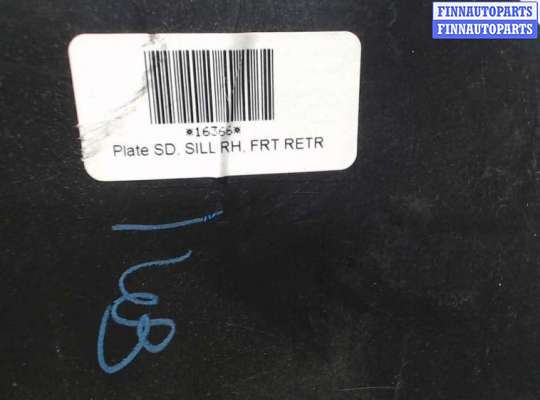 FINNAUTOPARTS
FINNAUTOPARTS
*16366*
Plate SD, SILL RH, FRT RETR